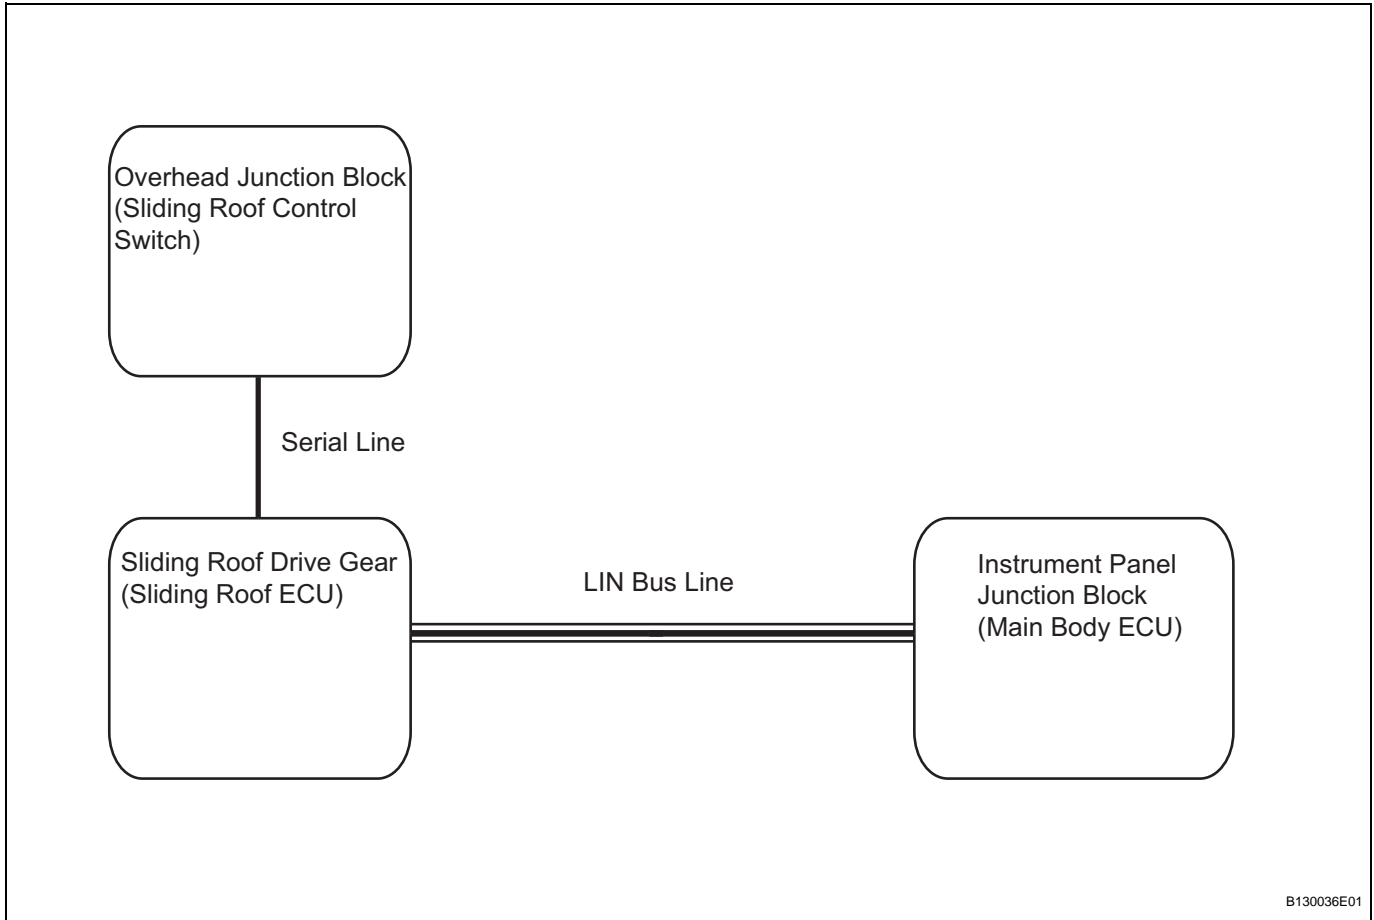 Overhead Junction Block
(Sliding Roof Control
Switch)
Serial Line
Sliding Roof Drive Gear
(Sliding Roof ECU)
LIN Bus Line
Instrument Panel
Junction Block
(Main Body ECU)
B130036E01